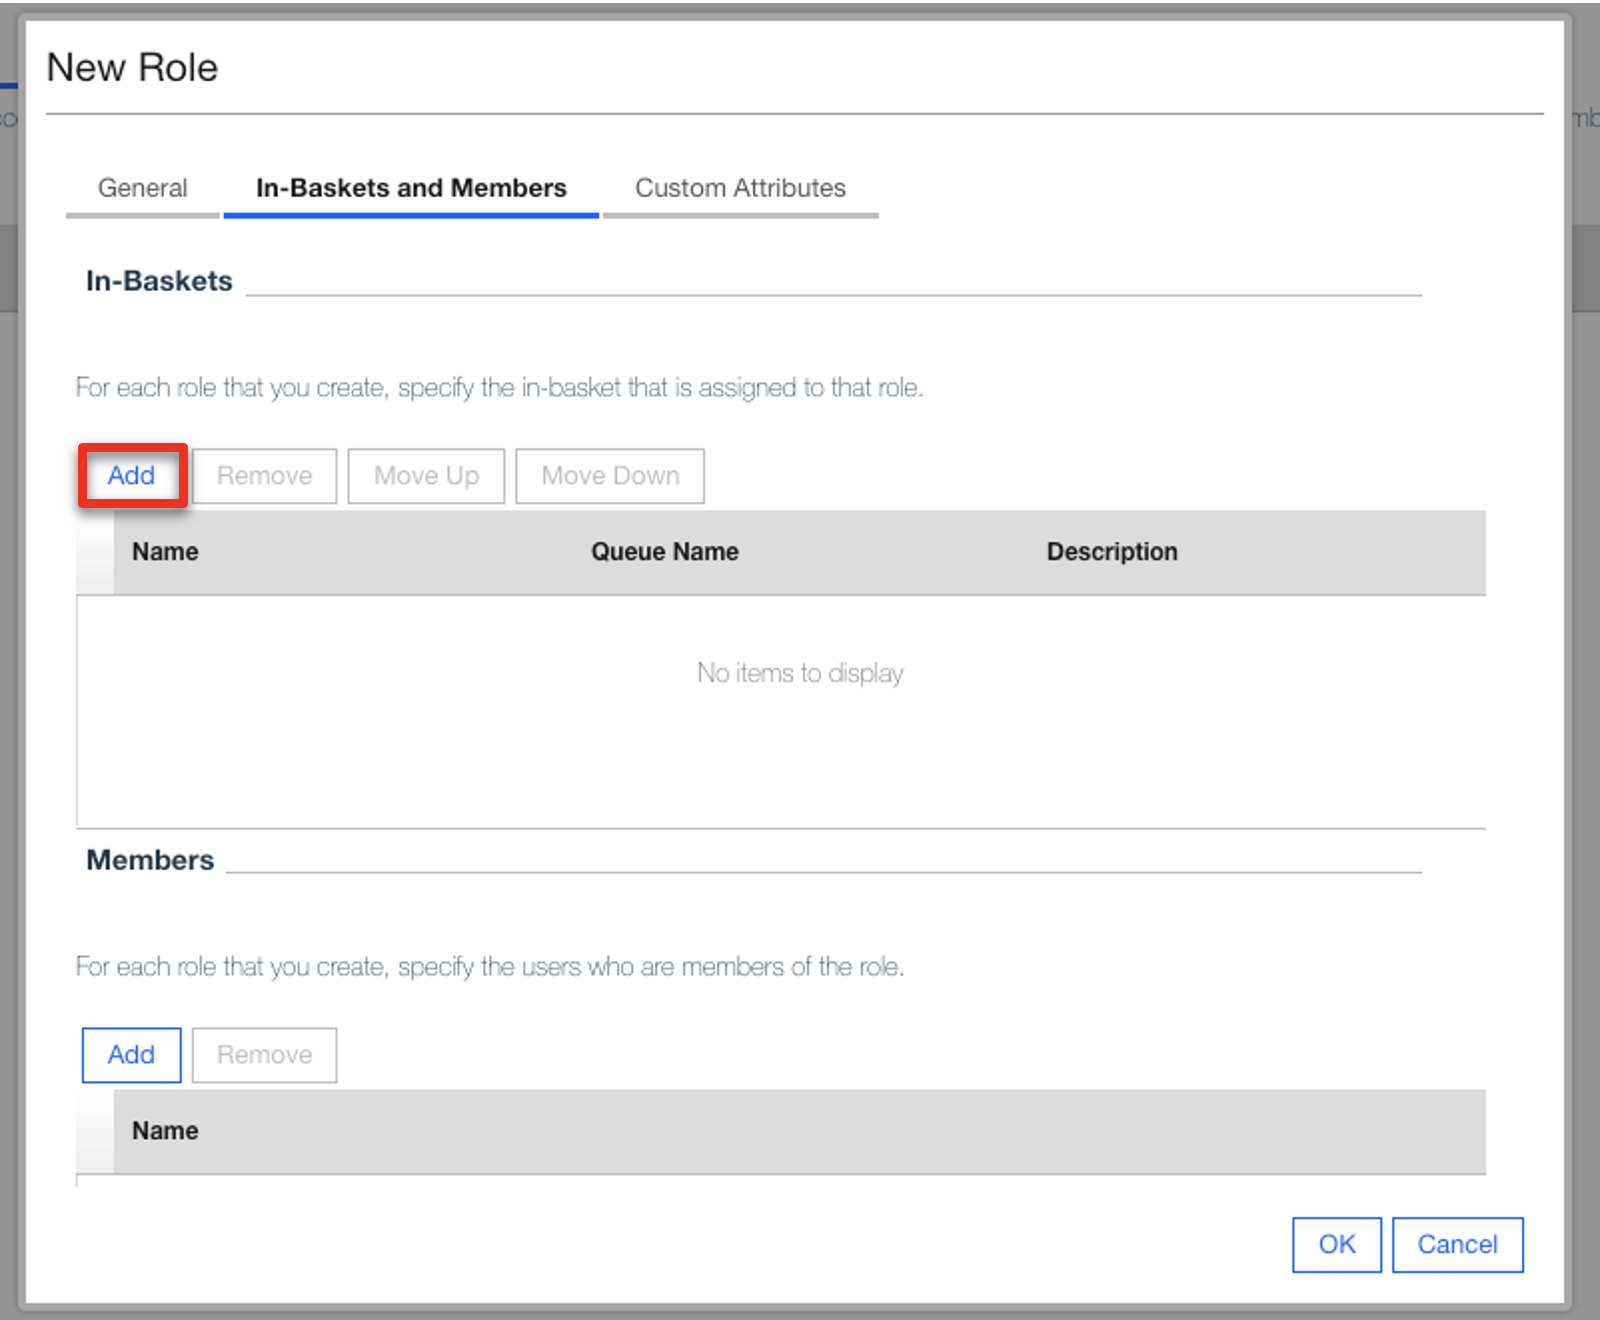 New Role
General In-Baskets and Members Custom Attributes
In-Baskets
For each role that you create, specify the in-basket that is assigned to that role.
Add Remove Move Up Move Down
Name Queue Name Description
No items to display
Members
For each role that you create, specify the users who are members of the role.
Add Remove
Name
OK Cancel